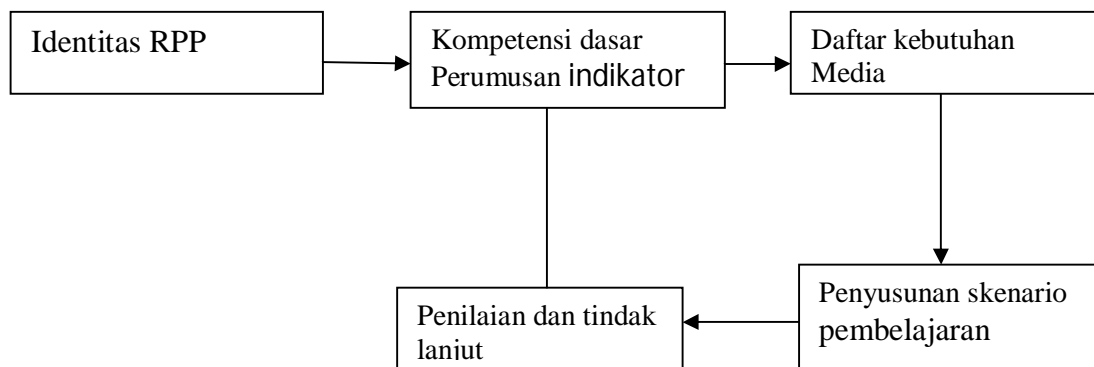 Identitas RPP
Kompetensi dasar
Perumusan indikator
Daftar kebutuhan
Media
Penyusunan skenario
pembelajaran
Penilaian dan tindak
lanjut